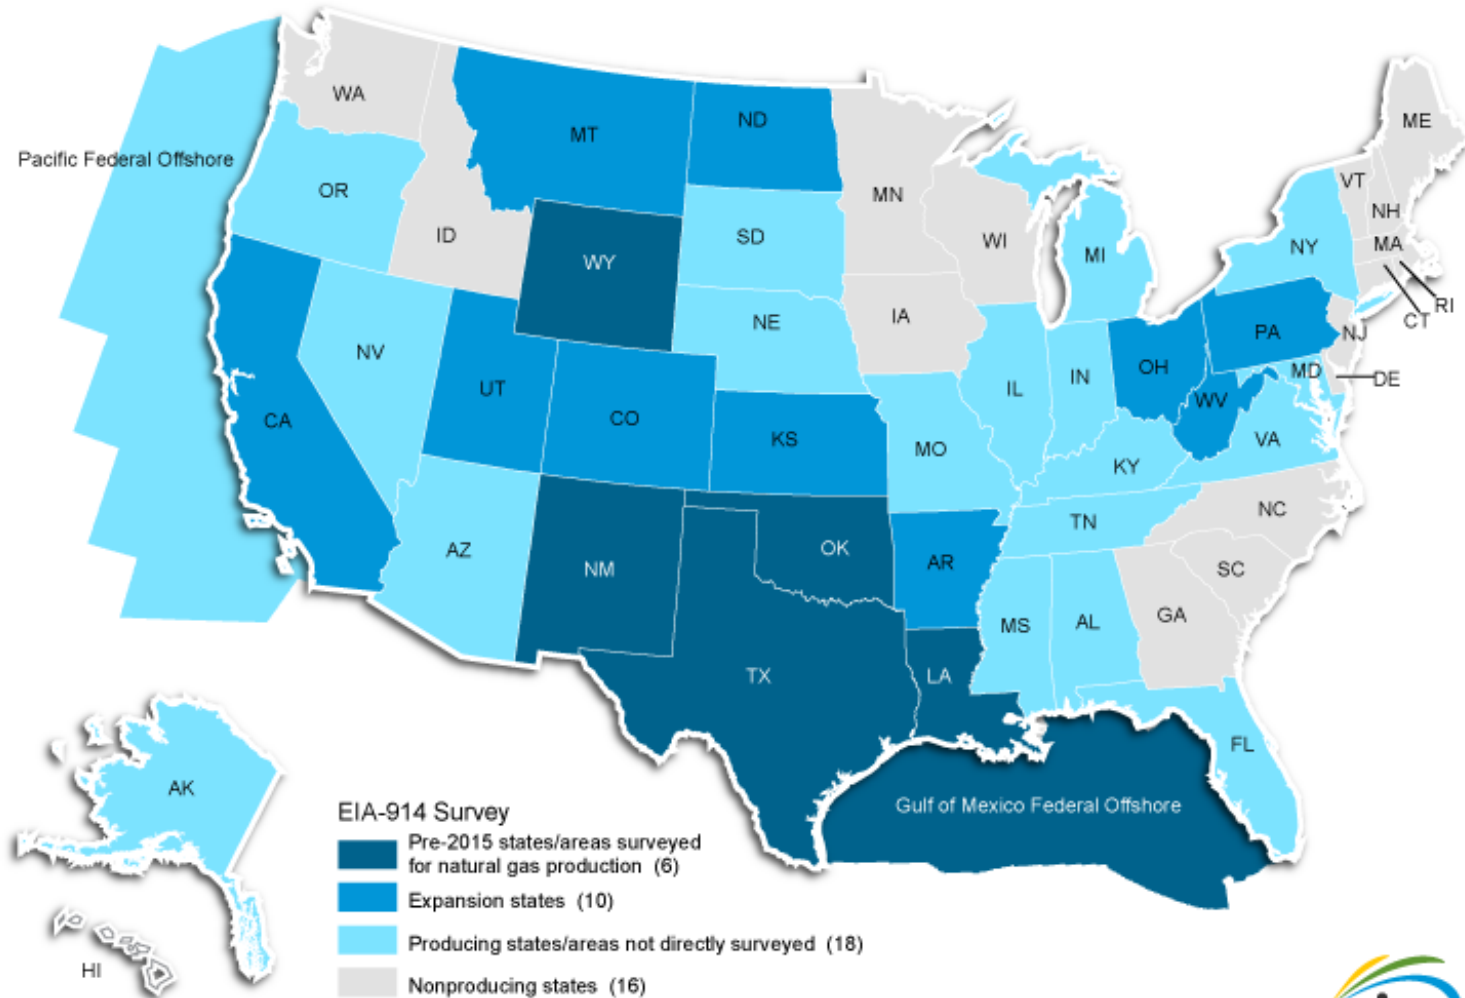 WA
MT
ND
MN
ME
VT
NH
Pacific Federal Offshore
OR
ID
WY
SD
WI
MI
NY
MA
RI
CT
NE
IA
PA
NJ
NV
UT
CO
IL
IN
OH
MD
DE
CA
KS
MO
WV
VA
KY
AZ
NM
OK
AR
TN
NC
SC
GA
MS
AL
TX
LA
FL
Gulf of Mexico Federal Offshore
AK
HI
EIA-914 Survey
Pre-2015 states/areas surveyed
for natural gas production (6)
Expansion states (10)
Producing states/areas not directly surveyed (18)
Nonproducing states (16)